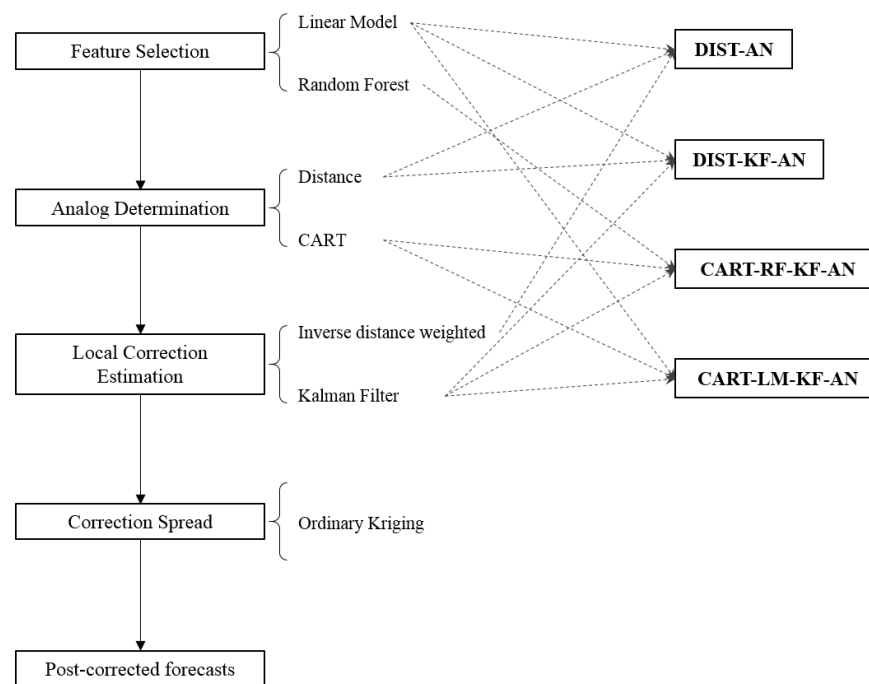 Feature Selection
Linear Model
Random Forest
DIST-AN
DIST-KF-AN
Analog Determination
Distance
CART
CART-RF-KF-AN
Local Correction
Estimation
Inverse distance weighted
Kalman Filter
CART-LM-KF-AN
Correction Spread
Ordinary Kriging
Post-corrected forecasts